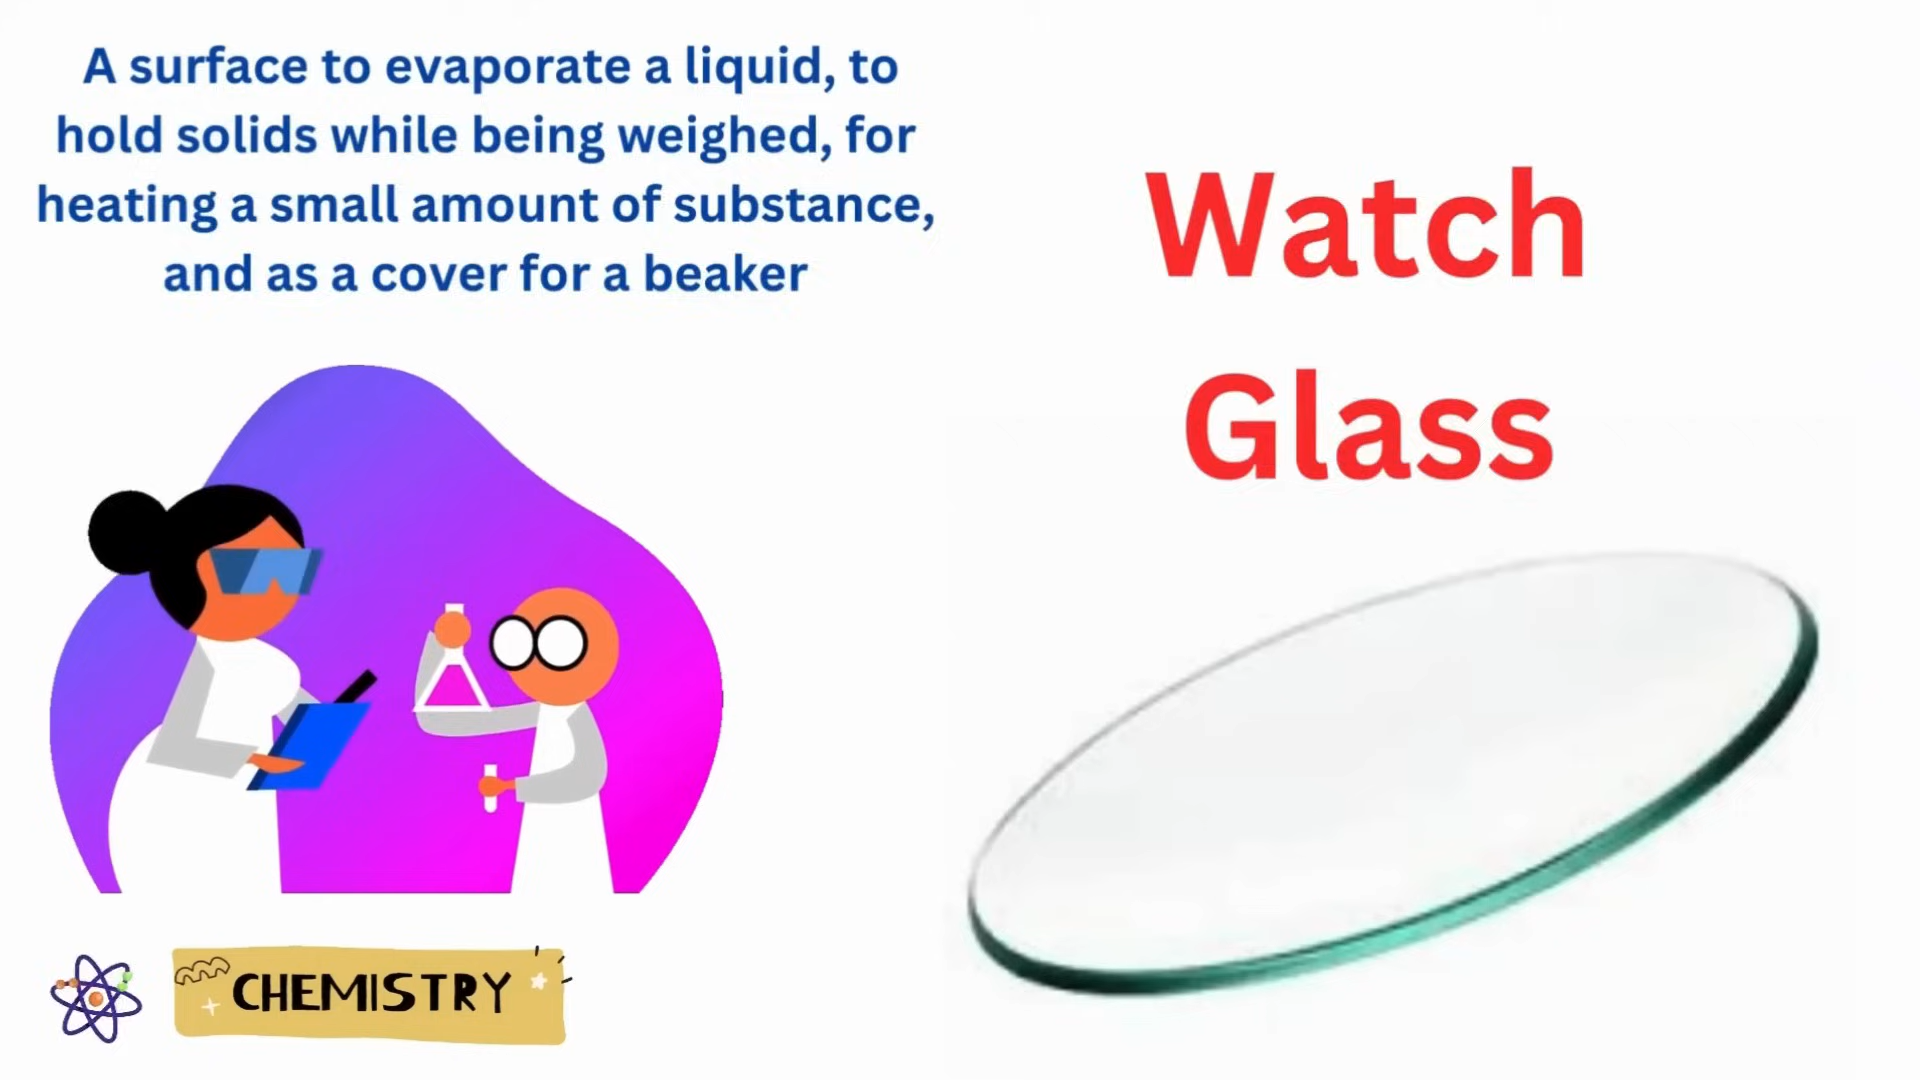 A surface to evaporate a liquid, to
hold solids while being weighed, for
heating a small amount of substance,
and as a cover for a beaker
Watch
Glass
CHEMISTRY